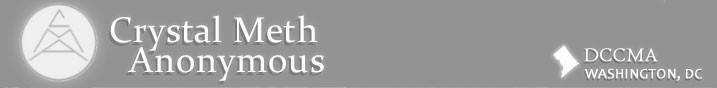 Crystal Meth
Anonymous
DCCMA
WASHINGTON, DC